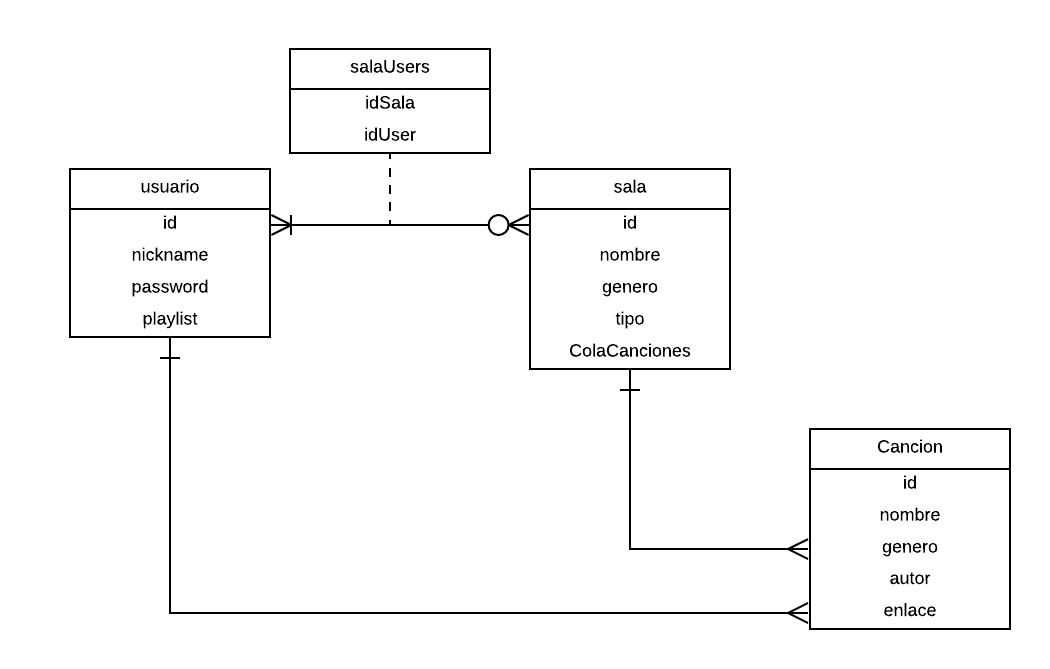 salaUsers
idSala
idUser
usuario
id
nickname
password
playlist
sala
id
nombre
genero
tipo
ColaCanciones
Cancion
id
nombre
genero
autor
enlace